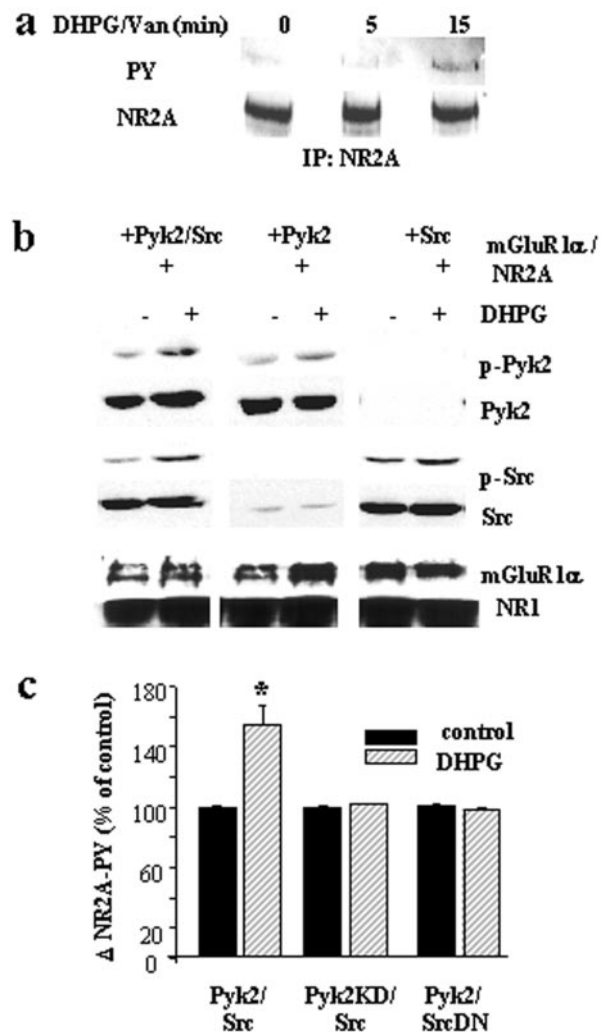 a DHPG/Van (min) 0 5 15
PY
NR2A
IP: NR2A
b +Pyk2/Src +Pyk2 +Src mGluR1α/
+ + + NR2A
- + - + - + DHPG
p-Pyk2
Pyk2
p-Src
Src
mGluR1α
NR1
c
Δ NR2A-PY (% of control)
180
140
100
60
20
0
*
control
DHPG
Pyk2/ Pyk2KD/ Pyk2/
Src Src SrcDN